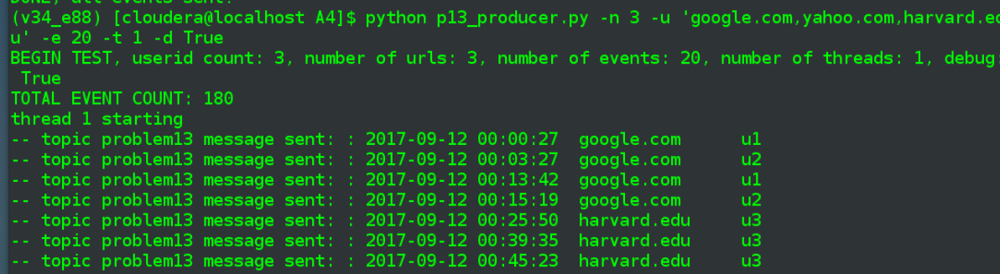 DONE, all events sent!
(v34_e88) [cloudera@localhost A4]$ python p13_producer.py -n 3 -u 'google.com,yahoo.com,harvard.ed
u' -e 20 -t 1 -d True
BEGIN TEST, userid count: 3, number of urls: 3, number of events: 20, number of threads: 1, debug:
 True
TOTAL EVENT COUNT: 180
thread 1 starting
-- topic problem13 message sent: : 2017-09-12 00:00:27  google.com      u1
-- topic problem13 message sent: : 2017-09-12 00:03:27  google.com      u2
-- topic problem13 message sent: : 2017-09-12 00:13:42  google.com      u1
-- topic problem13 message sent: : 2017-09-12 00:15:19  google.com      u2
-- topic problem13 message sent: : 2017-09-12 00:25:50  harvard.edu     u3
-- topic problem13 message sent: : 2017-09-12 00:39:35  harvard.edu     u3
-- topic problem13 message sent: : 2017-09-12 00:45:23  harvard.edu     u3